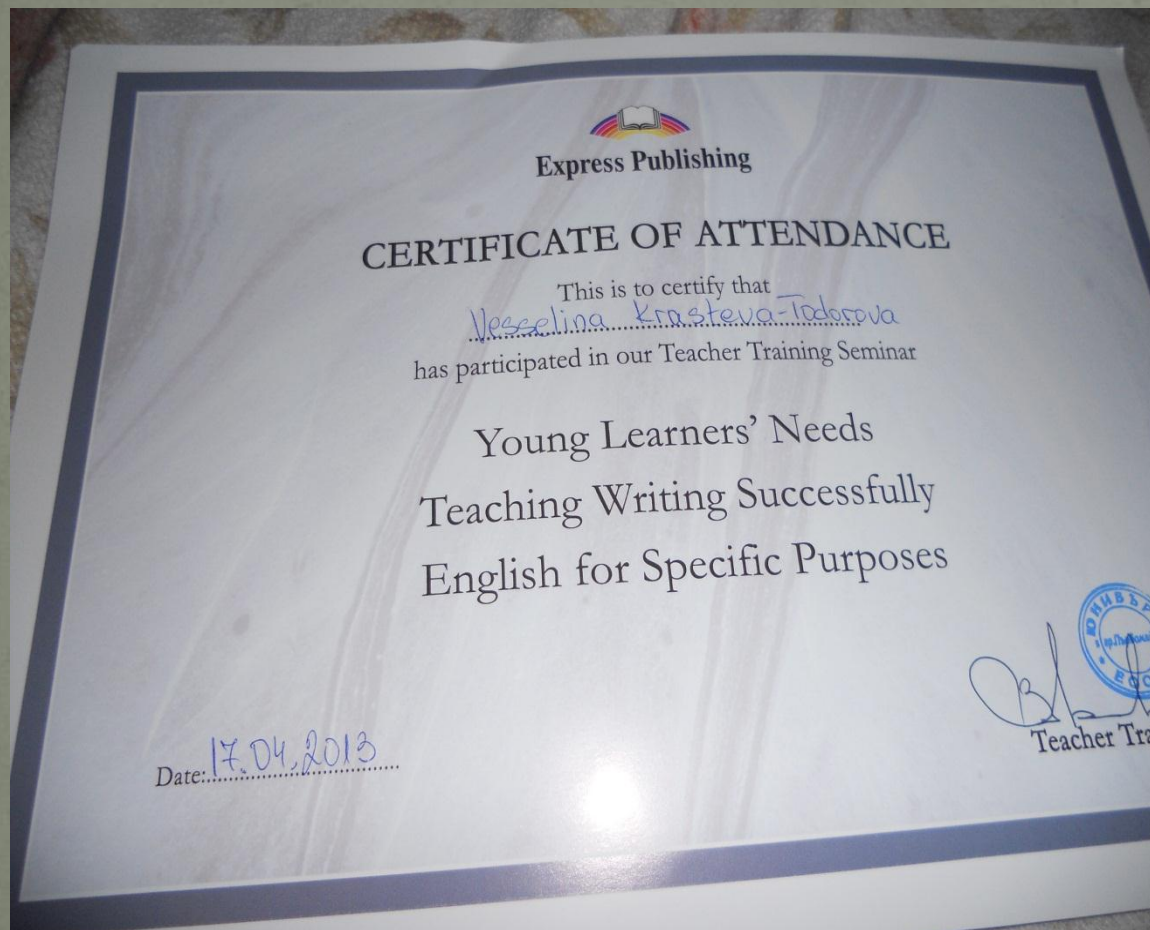 Express Publishing
CERTIFICATE OF ATTENDANCE
This is to certify that
Vesselina Krasteva-Todorova
has participated in our Teacher Training Seminar
Young Learners' Needs
Teaching Writing Successfully
English for Specific Purposes
Date: 17.04.2013
Teacher